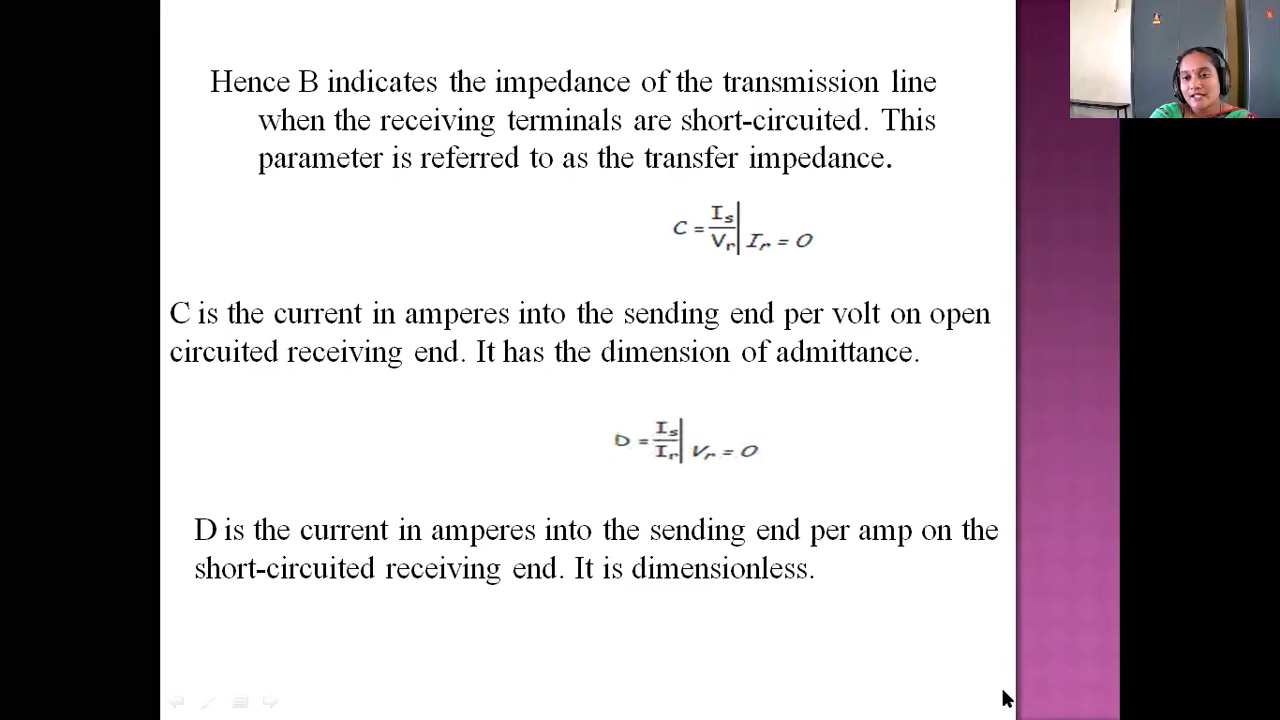 Hence B indicates the impedance of the transmission line
when the receiving terminals are short-circuited. This
parameter is referred to as the transfer impedance.
C = Is/Vr | Ir = 0
C is the current in amperes into the sending end per volt on open
circuited receiving end. It has the dimension of admittance.
D = Is/Ir | Vr = 0
D is the current in amperes into the sending end per amp on the
short-circuited receiving end. It is dimensionless.